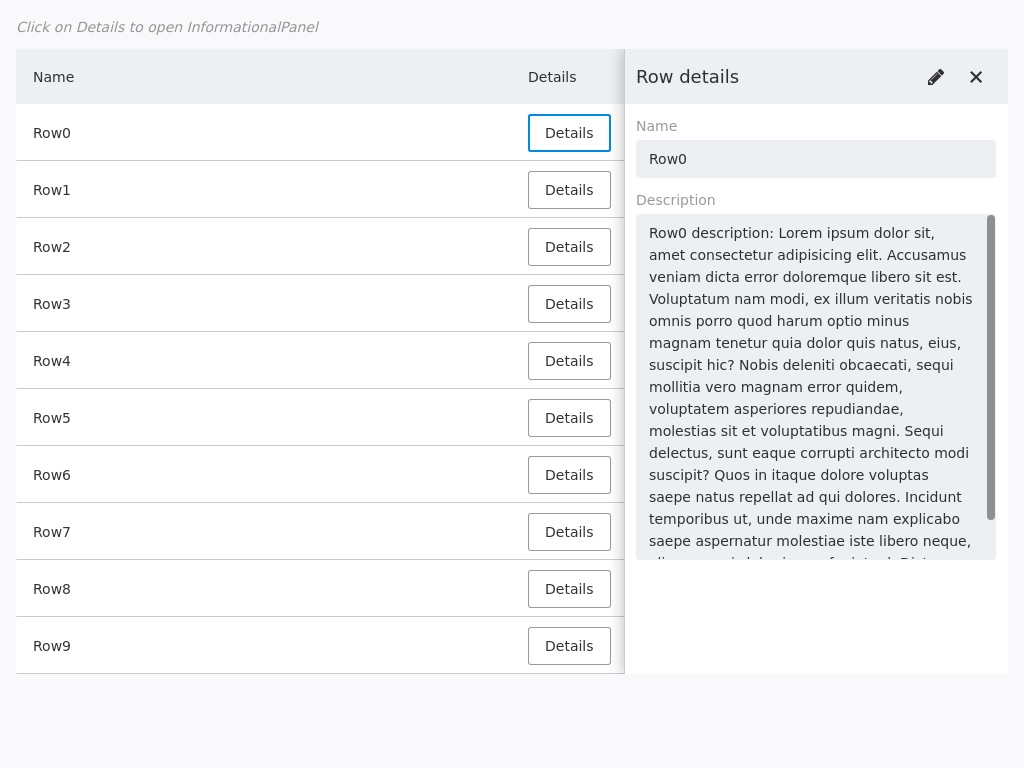 Click on Details to open InformationalPanel
Name Details
Row0 Details
Row1 Details
Row2 Details
Row3 Details
Row4 Details
Row5 Details
Row6 Details
Row7 Details
Row8 Details
Row9 Details
Row details
Name
Row0
Description
Row0 description: Lorem ipsum dolor sit,
amet consectetur adipisicing elit. Accusamus
veniam dicta error doloremque libero sit est.
Voluptatum nam modi, ex illum veritatis nobis
omnis porro quod harum optio minus
magnam tenetur quia dolor quis natus, eius,
suscipit hic? Nobis deleniti obcaecati, sequi
mollitia vero magnam error quidem,
voluptatem asperiores repudiandae,
molestias sit et voluptatibus magni. Sequi
delectus, sunt eaque corrupti architecto modi
suscipit? Quos in itaque dolore voluptas
saepe natus repellat ad qui dolores. Incidunt
temporibus ut, unde maxime nam explicabo
saepe aspernatur molestiae iste libero neque,